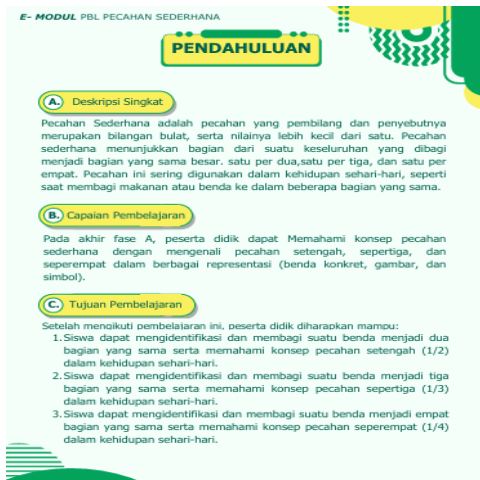 E- MODUL PBL PECAHAN SEDERHANA
PENDAHULUAN
A. Deskripsi Singkat
Pecahan Sederhana adalah pecahan yang pembilang dan penyebutnya
merupakan bilangan bulat, serta nilainya lebih kecil dari satu. Pecahan
sederhana menunjukkan bagian dari suatu keseluruhan yang dibagi
menjadi bagian yang sama besar. satu per dua,satu per tiga, dan satu per
empat. Pecahan ini sering digunakan dalam kehidupan sehari-hari, seperti
saat membagi makanan atau benda ke dalam beberapa bagian yang sama.
B. Capaian Pembelajaran
Pada akhir fase A, peserta didik dapat Memahami konsep pecahan
sederhana dengan mengenali pecahan setengah, sepertiga, dan
seperempat dalam berbagai representasi (benda konkret, gambar, dan
simbol).
C. Tujuan Pembelajaran
Setelah mengikuti pembelajaran ini, peserta didik diharapkan mampu:
1. Siswa dapat mengidentifikasi dan membagi suatu benda menjadi dua
bagian yang sama serta memahami konsep pecahan setengah (1/2)
dalam kehidupan sehari-hari.
2. Siswa dapat mengidentifikasi dan membagi suatu benda menjadi tiga
bagian yang sama serta memahami konsep pecahan sepertiga (1/3)
dalam kehidupan sehari-hari.
3. Siswa dapat mengidentifikasi dan membagi suatu benda menjadi empat
bagian yang sama serta memahami konsep pecahan seperempat (1/4)
dalam kehidupan sehari-hari.